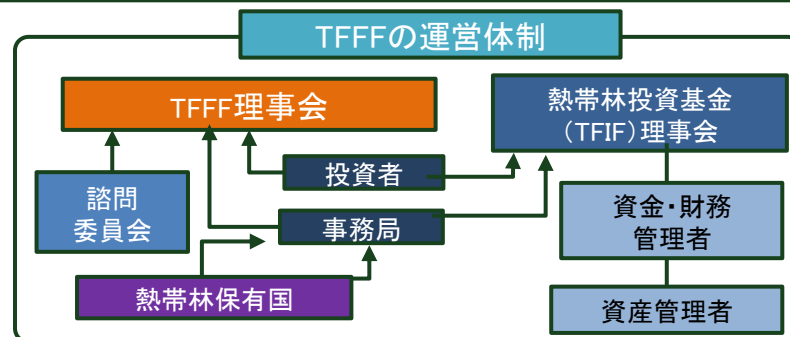 TFFFの運営体制
TFFF理事会
熱帯林投資基金
(TFIF)理事会
投資者
諮問
委員会
事務局
資金・財務
管理者
熱帯林保有国
資産管理者